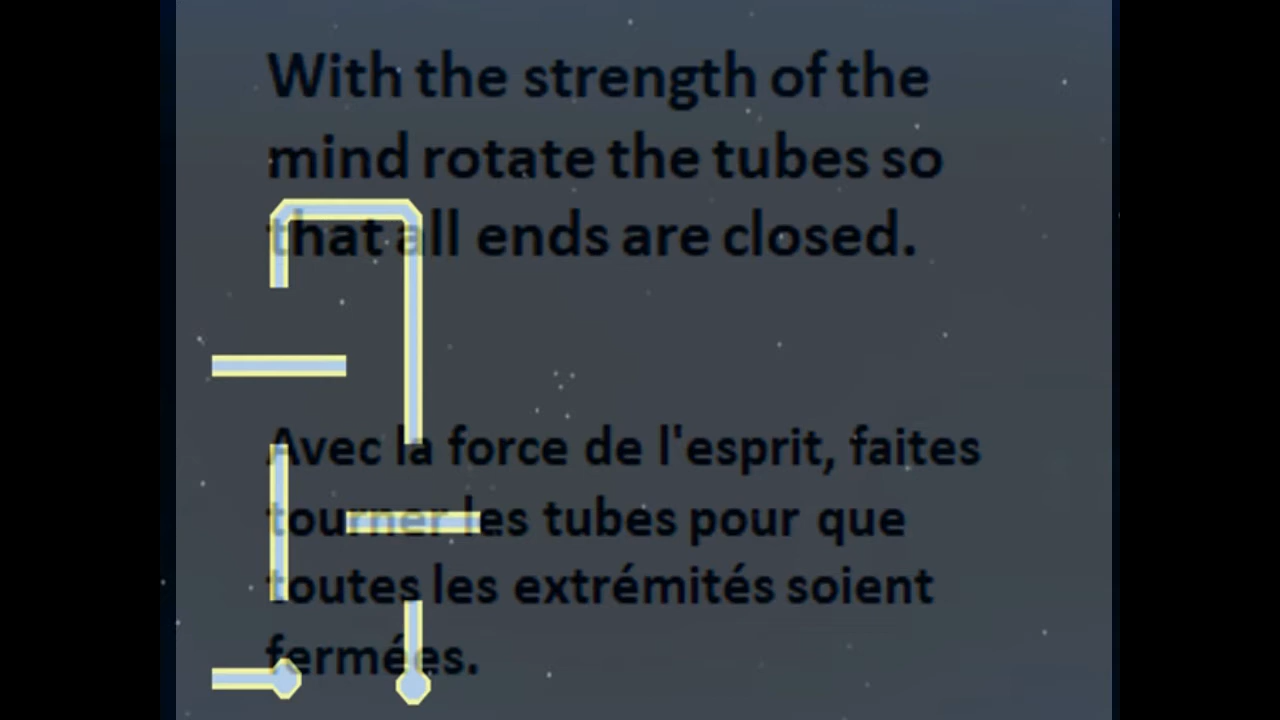 With the strength of the
mind rotate the tubes so
that all ends are closed.
Avec la force de l'esprit, faites
tourner les tubes pour que
toutes les extrémités soient
fermées.